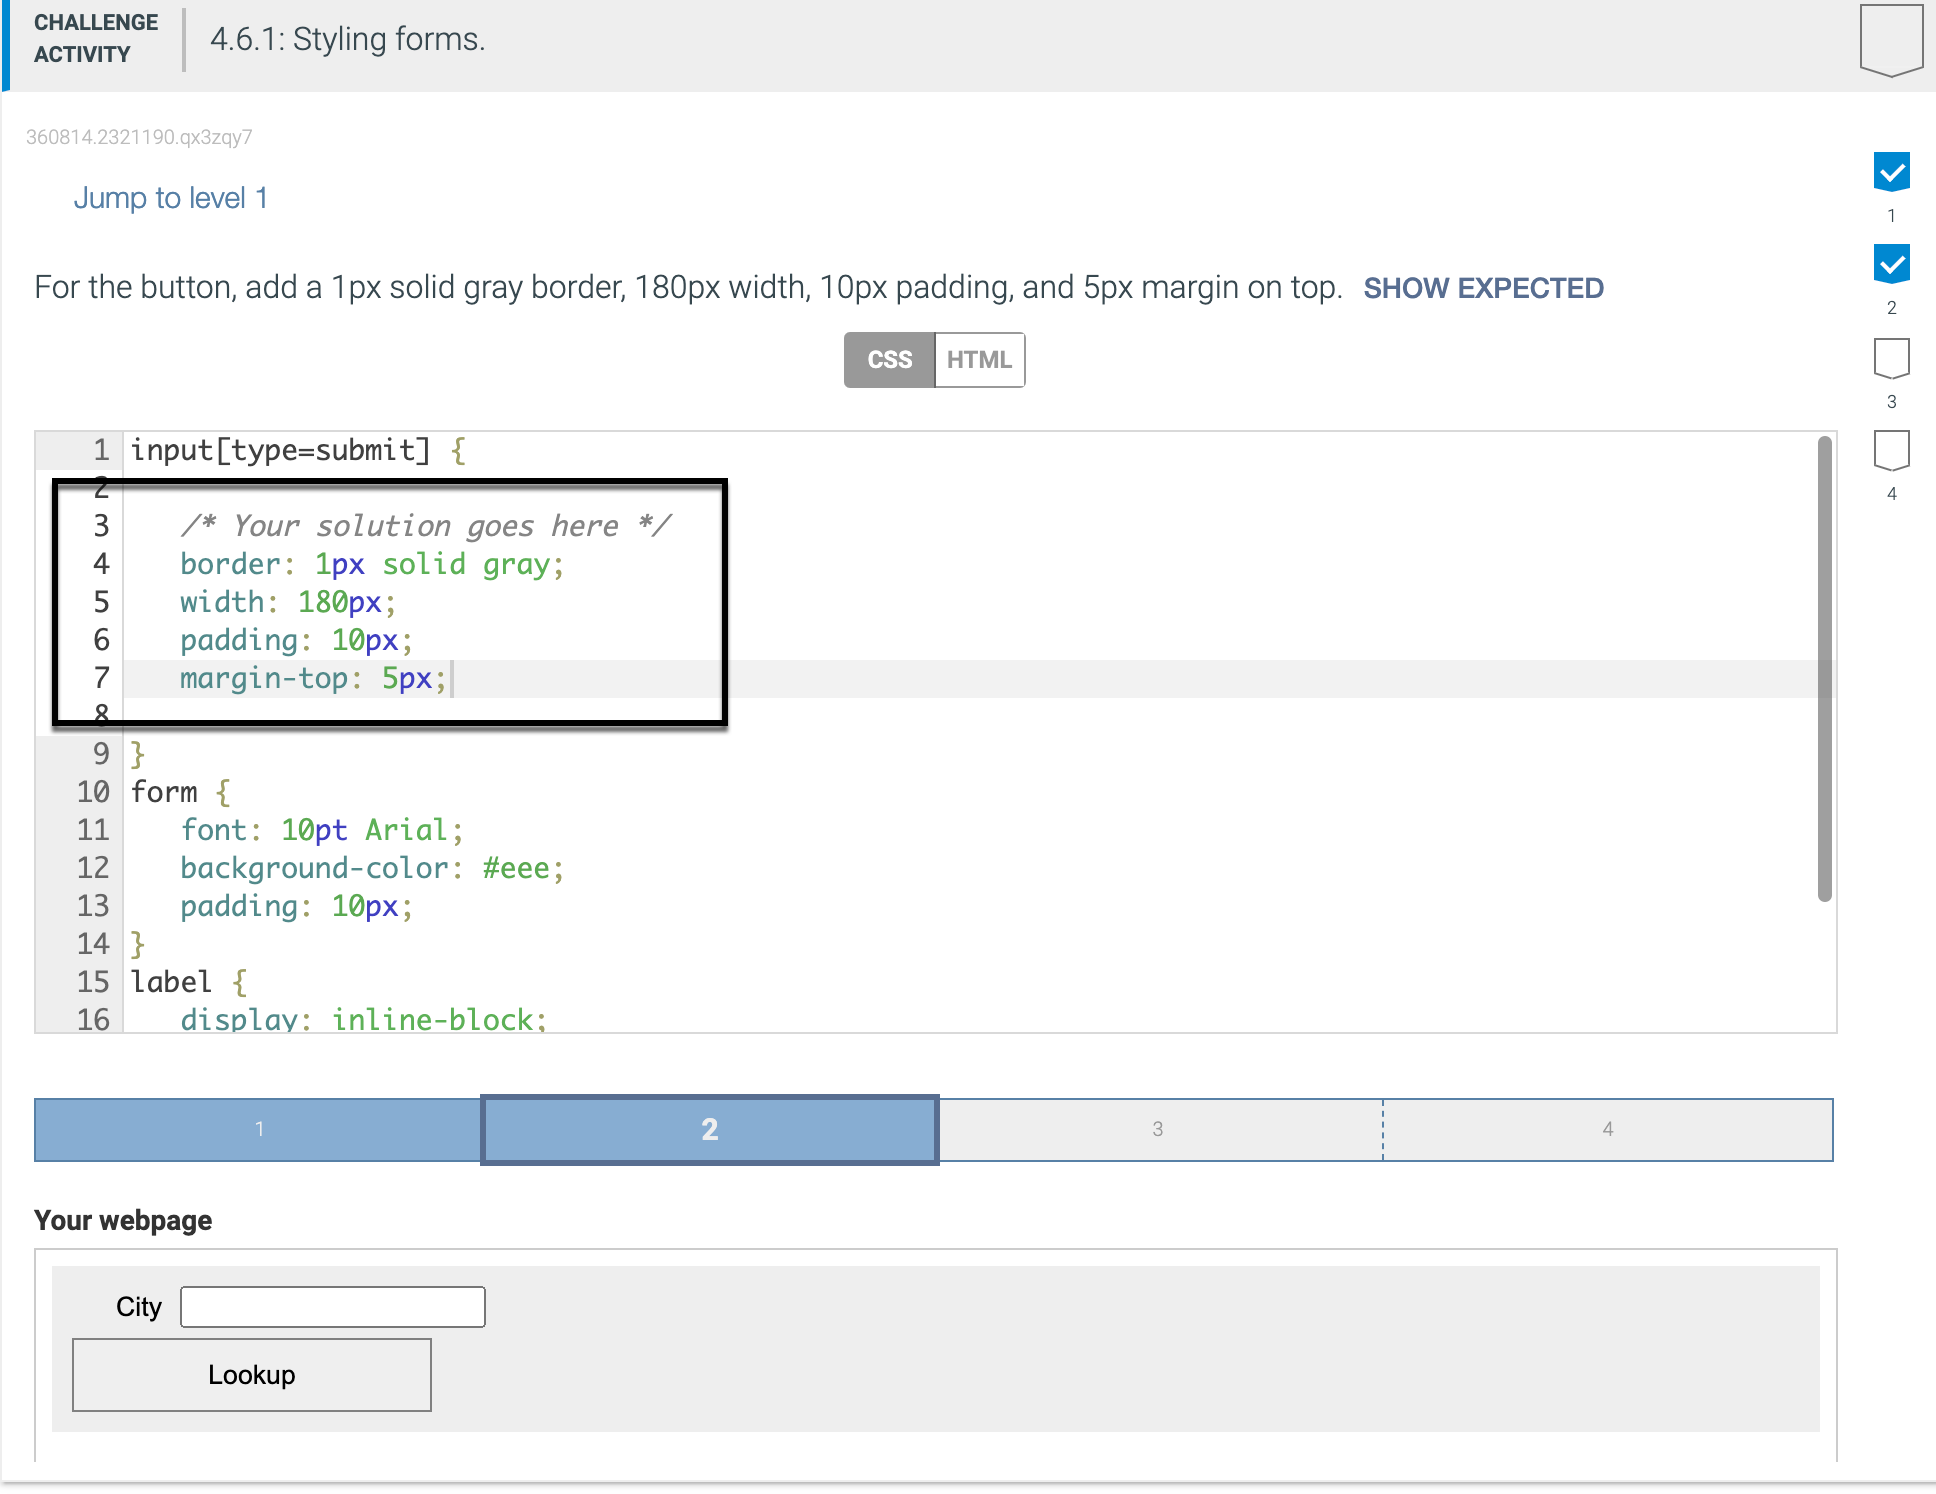 CHALLENGE
ACTIVITY
4.6.1: Styling forms.
360814.2321190.qx3zqy7
Jump to level 1
1
2
3
4
For the button, add a 1px solid gray border, 180px width, 10px padding, and 5px margin on top. SHOW EXPECTED
CSS HTML
1 input[type=submit] {
2
3 /* Your solution goes here */
4 border: 1px solid gray;
5 width: 180px;
6 padding: 10px;
7 margin-top: 5px;
8
9 }
10 form {
11 font: 10pt Arial;
12 background-color: #eee;
13 padding: 10px;
14 }
15 label {
16 display: inline-block;
1 2 3 4
Your webpage
City
Lookup